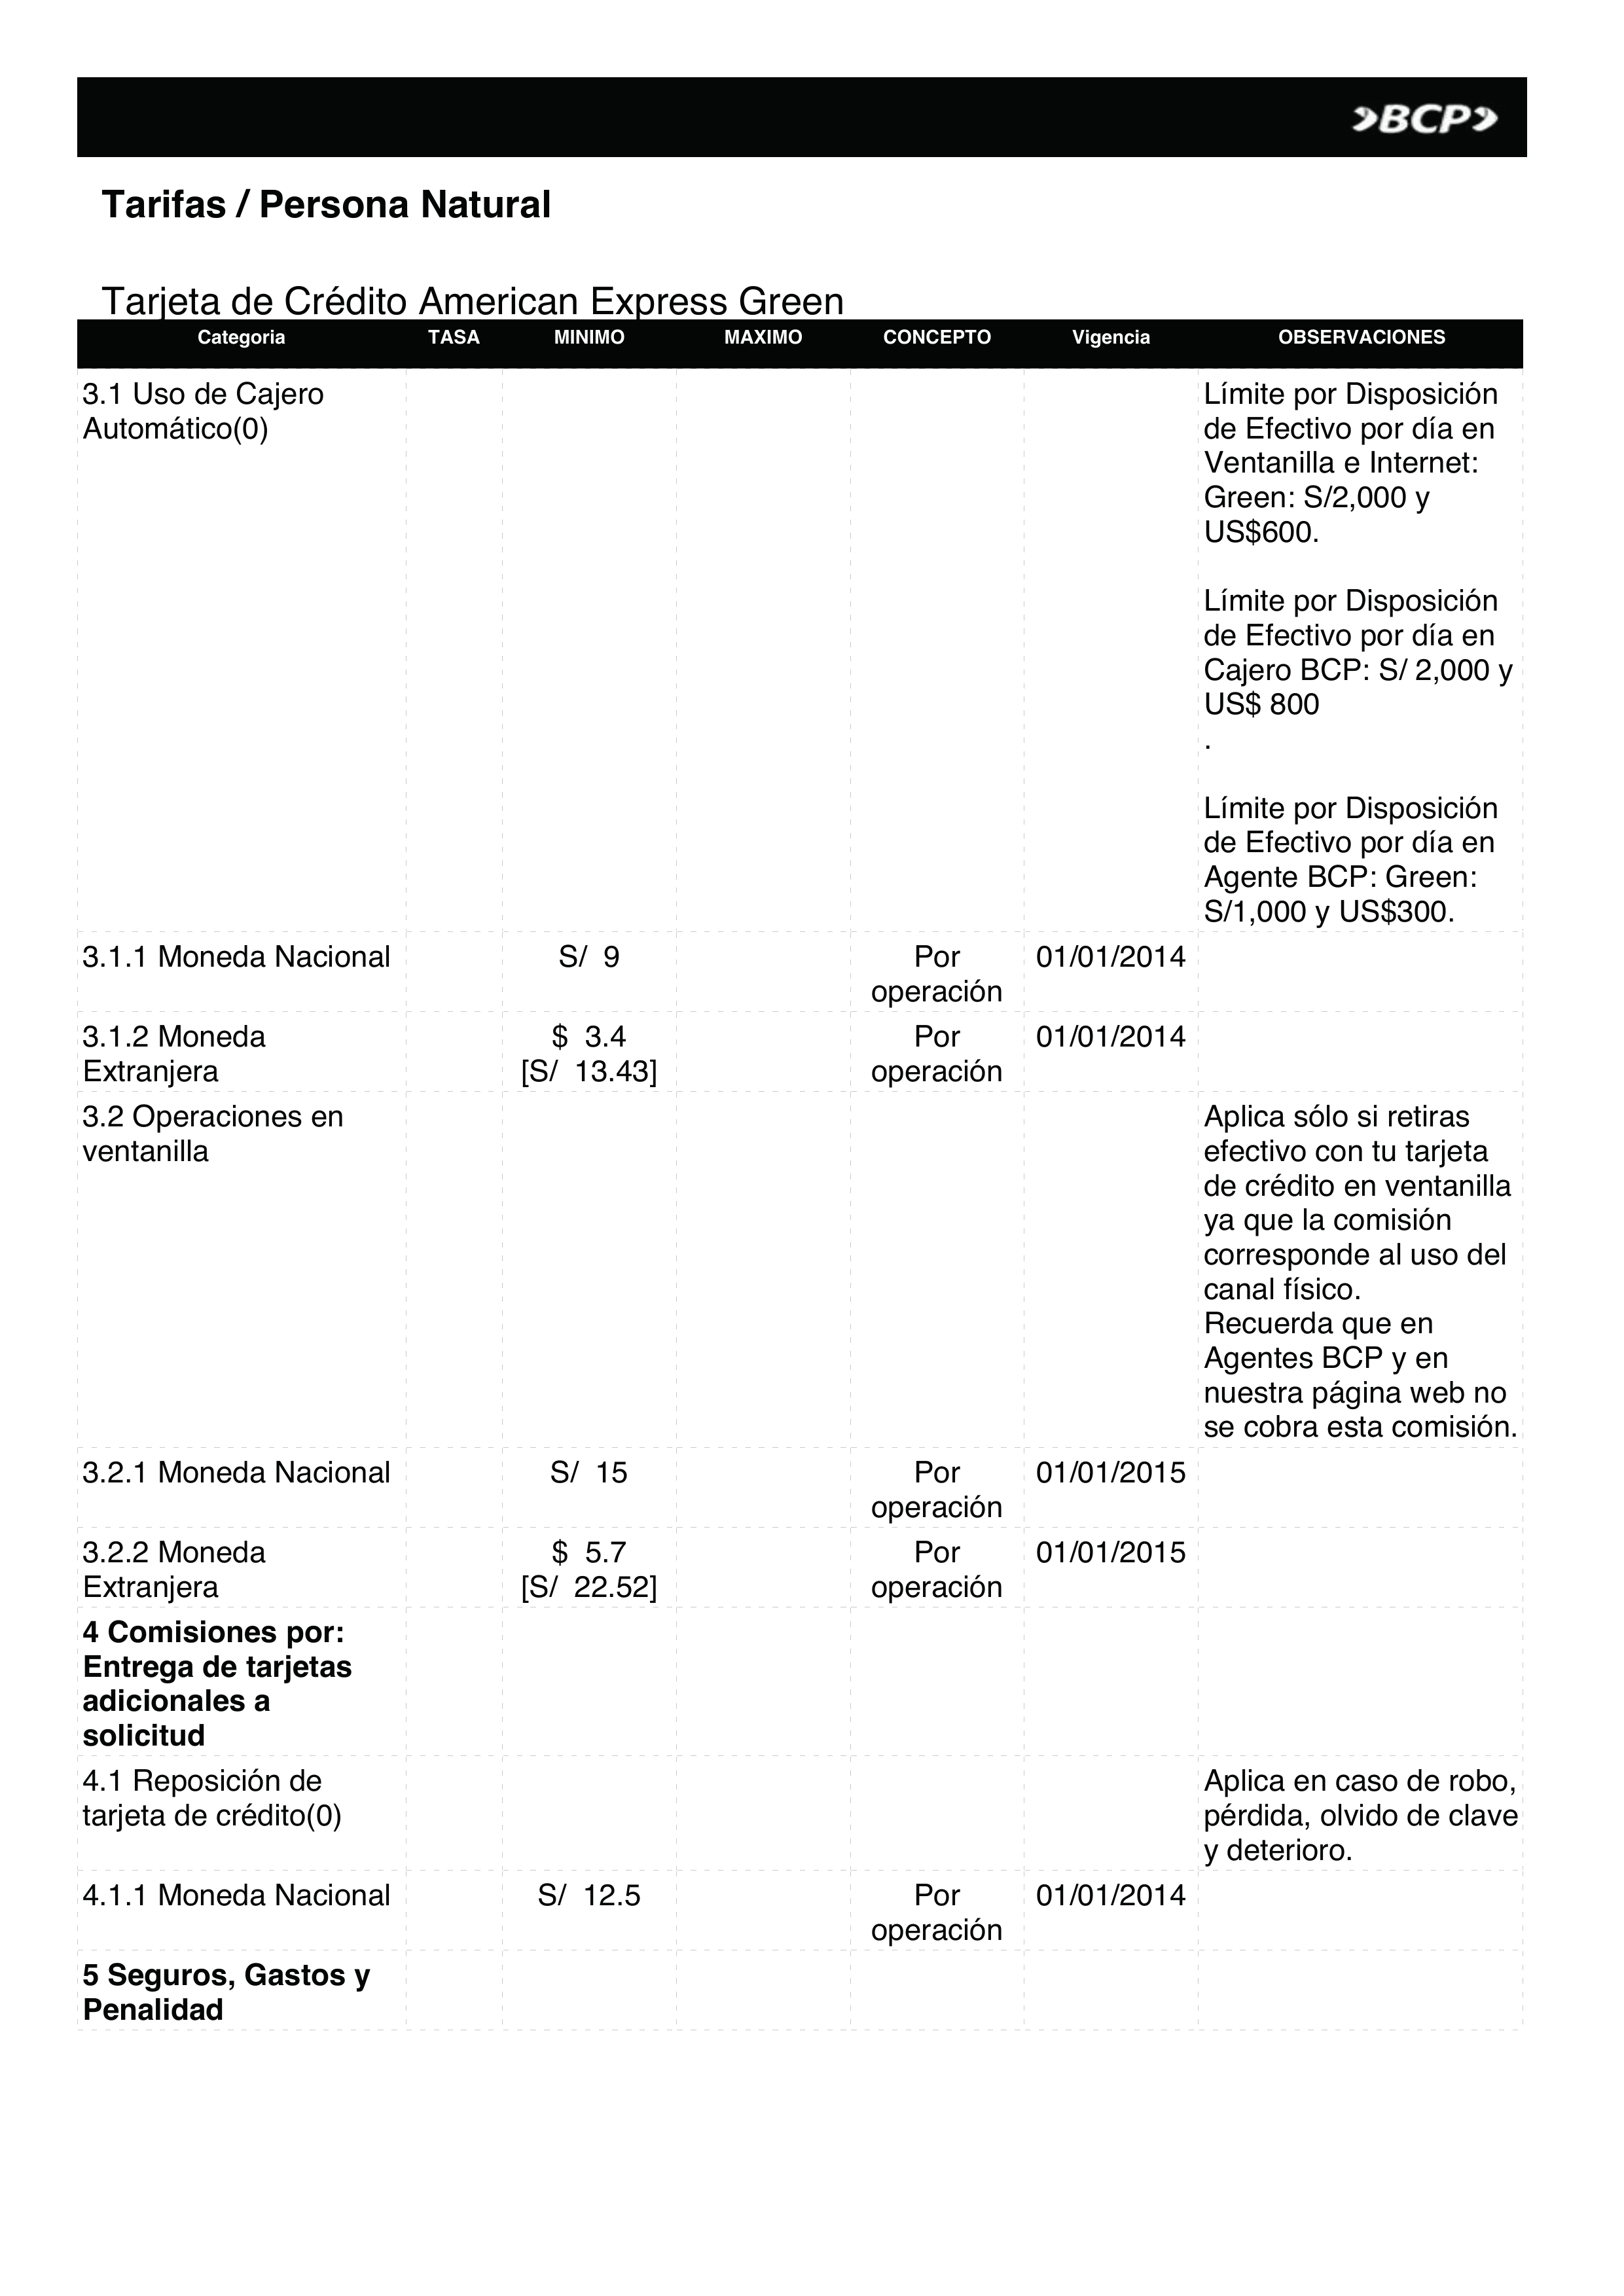 BCP
Tarifas / Persona Natural
Tarjeta de Crédito American Express Green
Categoria TASA MINIMO MAXIMO CONCEPTO Vigencia OBSERVACIONES
3.1 Uso de Cajero
Automático(0)
Límite por Disposición
de Efectivo por día en
Ventanilla e Internet:
Green: S/2,000 y
US$600.
Límite por Disposición
de Efectivo por día en
Cajero BCP: S/ 2,000 y
US$ 800
.
Límite por Disposición
de Efectivo por día en
Agente BCP: Green:
S/1,000 y US$300.
3.1.1 Moneda Nacional S/ 9 Por 01/01/2014
operación
3.1.2 Moneda $ 3.4 Por 01/01/2014
Extranjera [S/ 13.43] operación
3.2 Operaciones en
ventanilla
Aplica sólo si retiras
efectivo con tu tarjeta
de crédito en ventanilla
ya que la comisión
corresponde al uso del
canal físico.
Recuerda que en
Agentes BCP y en
nuestra página web no
se cobra esta comisión.
3.2.1 Moneda Nacional S/ 15 Por 01/01/2015
operación
3.2.2 Moneda $ 5.7 Por 01/01/2015
Extranjera [S/ 22.52] operación
4 Comisiones por:
Entrega de tarjetas
adicionales a
solicitud
4.1 Reposición de
tarjeta de crédito(0)
Aplica en caso de robo,
pérdida, olvido de clave
y deterioro.
4.1.1 Moneda Nacional S/ 12.5 Por 01/01/2014
operación
5 Seguros, Gastos y
Penalidad